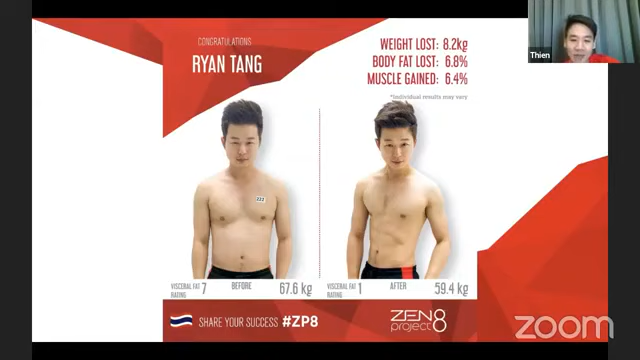 CONGRATULATIONS
RYAN TANG
WEIGHT LOST: 8.2kg
BODY FAT LOST: 6.8%
MUSCLE GAINED: 6.4%
*Individual results may vary
Thien
222
VISCERAL FAT RATING 7
BEFORE
67.6 kg
VISCERAL FAT RATING 1
AFTER
59.4 kg
SHARE YOUR SUCCESS #ZP8
ZEN project 8
zoom